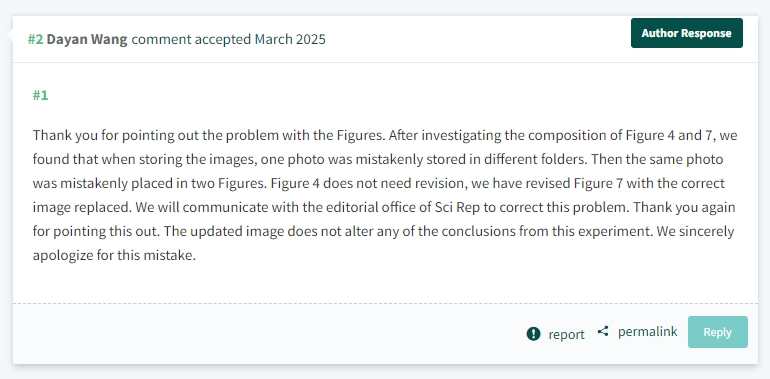 #2 Dayan Wang comment accepted March 2025
Author Response
#1
Thank you for pointing out the problem with the Figures. After investigating the composition of Figure 4 and 7, we
found that when storing the images, one photo was mistakenly stored in different folders. Then the same photo
was mistakenly placed in two Figures. Figure 4 does not need revision, we have revised Figure 7 with the correct
image replaced. We will communicate with the editorial office of Sci Rep to correct this problem. Thank you again
for pointing this out. The updated image does not alter any of the conclusions from this experiment. We sincerely
apologize for this mistake.
report permalink Reply